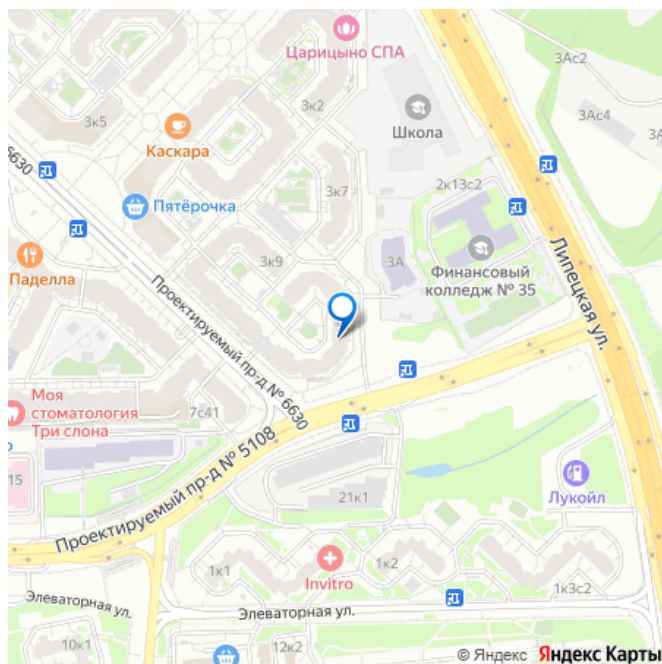 Царицыно СПА
3Ас2
3к5
3к2
3Ас4
Школа
3А
Каскара
6630
3к7
2к13с2
Пятёрочка
3к9
3А
Финансовый
колледж № 35
Липецкая ул.
Паделла
Проектируемый пр-д № 6630
Моя
стоматология
Три слона
7с41
Проектируемый пр-д № 5108
15
21к1
Лукойл
1к1
Invitro
1к2
1к3с2
Элеваторная ул.
Элеваторная ул.
10к1
12к2
© Яндекс Яндекс Карты